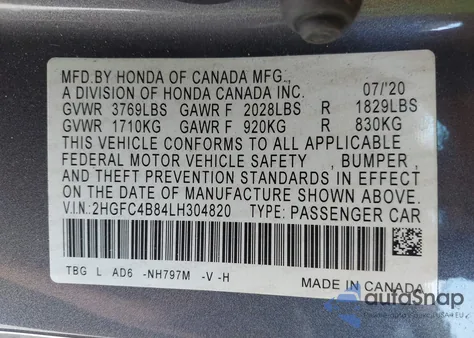 MFD.BY HONDA OF CANADA MFG.,
A DIVISION OF HONDA CANADA INC. 07/'20
GVWR 3769LBS GAWR F 2028LBS R 1829LBS
GVWR 1710KG GAWR F 920KG R 830KG
THIS VEHICLE CONFORMS TO ALL APPLICABLE
FEDERAL MOTOR VEHICLE SAFETY , BUMPER ,
AND THEFT PREVENTION STANDARDS IN EFFECT
ON THE DATE OF MANUFACTURE SHOWN ABOVE.
V.I.N.:2HGFC4B84LH304820 TYPE: PASSENGER CAR
TBG L AD6 -NH797M -V -H
MADE IN CANADA
autoSnap